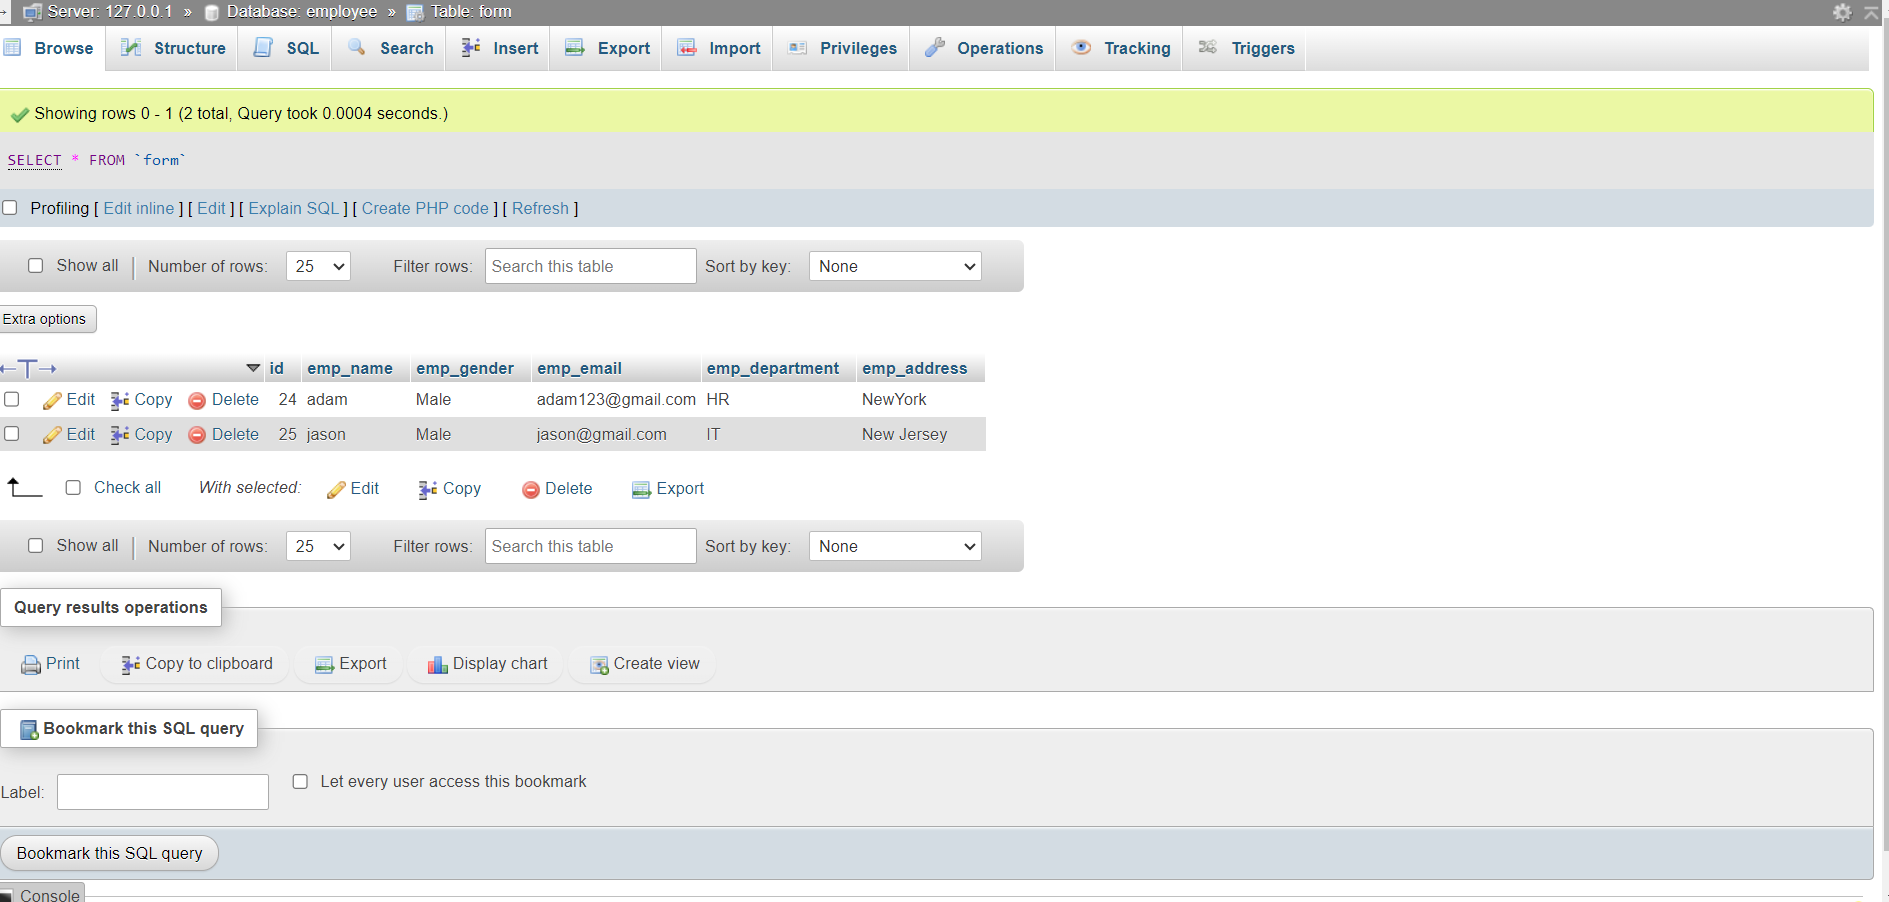 Server: 127.0.0.1 » Database: employee » Table: form
Browse Structure SQL Search Insert Export Import Privileges Operations Tracking Triggers
Showing rows 0 - 1 (2 total, Query took 0.0004 seconds.)
SELECT * FROM `form`
Profiling [ Edit inline ] [ Edit ] [ Explain SQL ] [ Create PHP code ] [ Refresh ]
Show all Number of rows: 25 Filter rows: Search this table Sort by key: None
Extra options
id emp_name emp_gender emp_email emp_department emp_address
Edit Copy Delete 24 adam Male adam123@gmail.com HR NewYork
Edit Copy Delete 25 jason Male jason@gmail.com IT New Jersey
Check all With selected: Edit Copy Delete Export
Show all Number of rows: 25 Filter rows: Search this table Sort by key: None
Query results operations
Print Copy to clipboard Export Display chart Create view
Bookmark this SQL query
Label: Let every user access this bookmark
Bookmark this SQL query
Console